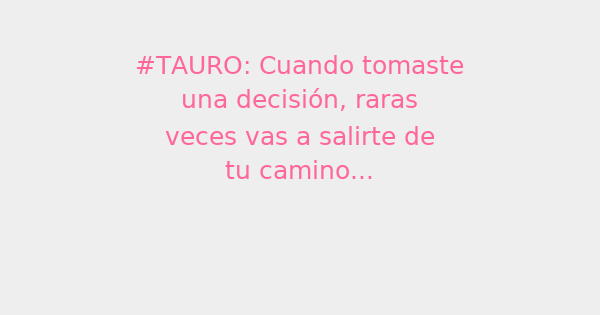 #TAURO: Cuando tomaste
una decisión, raras
veces vas a salirte de
tu camino...